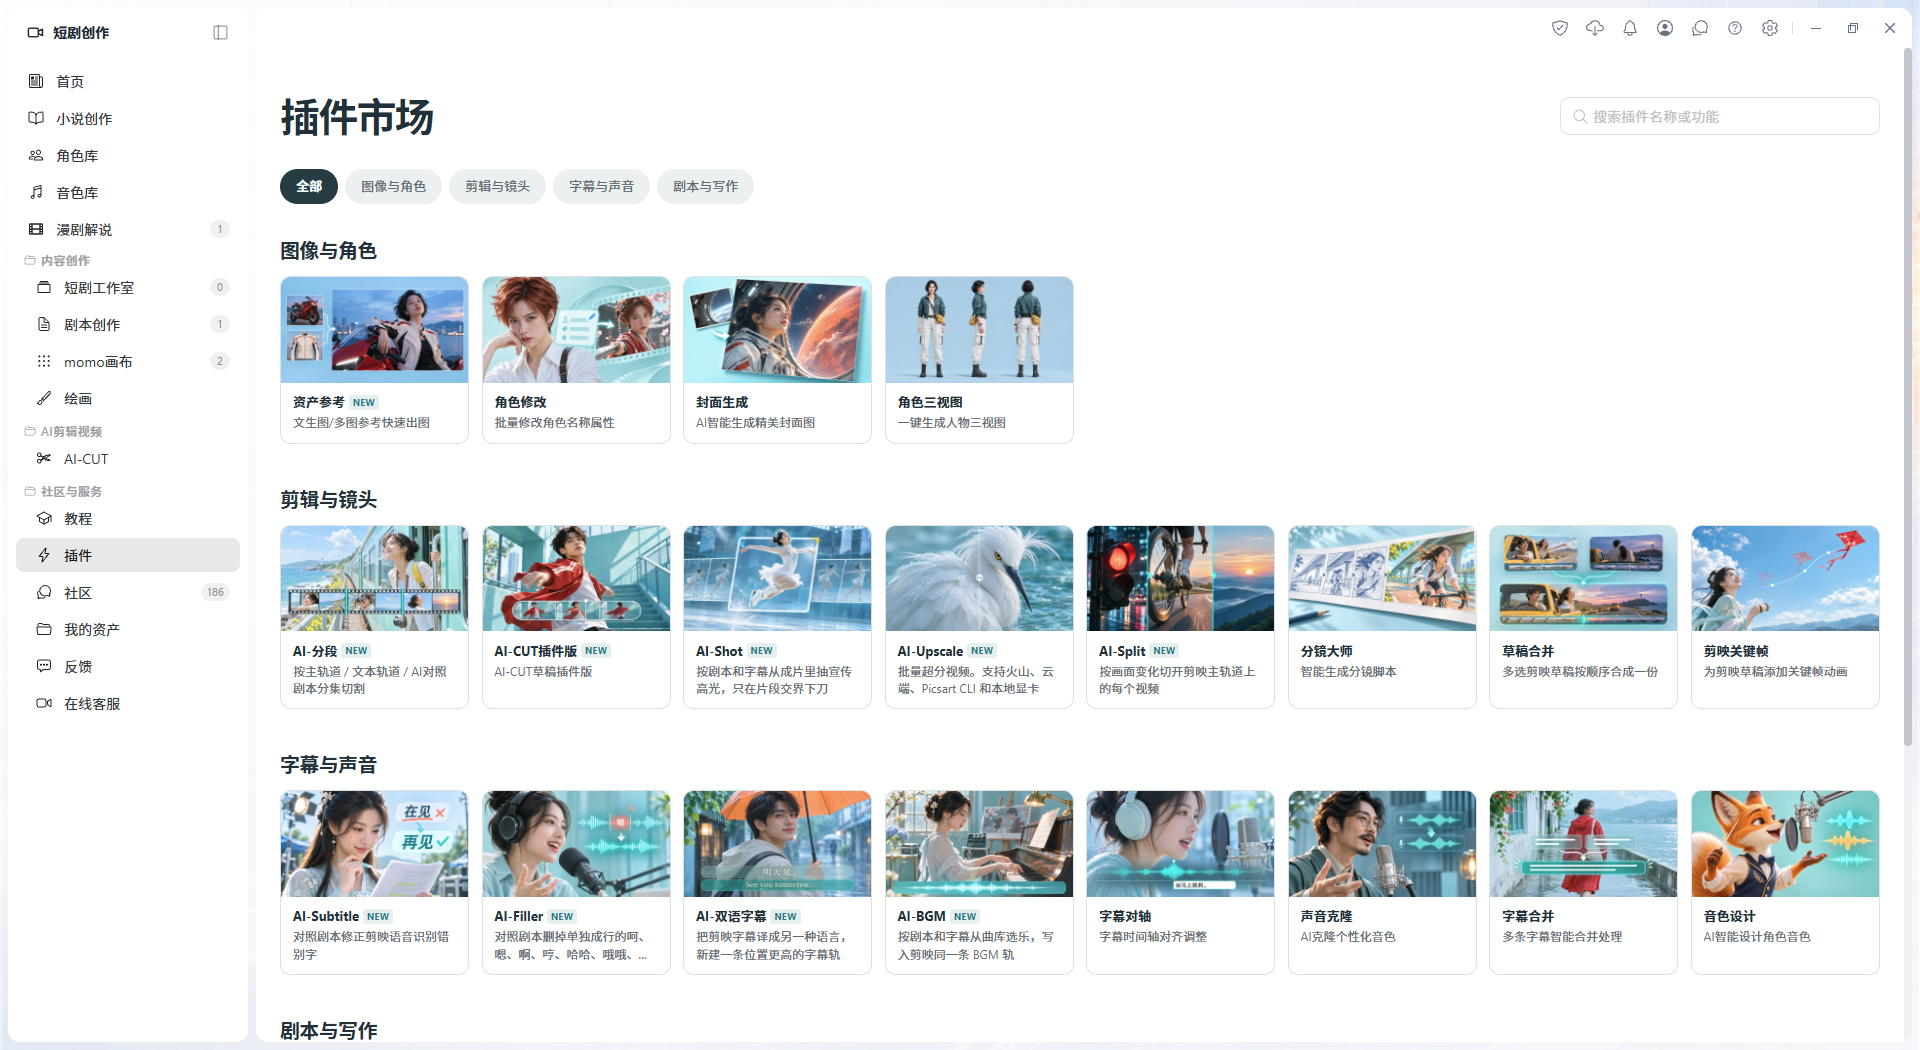 短剧创作
首页
小说创作
角色库
音色库
漫剧解说 1
内容创作
短剧工作室 0
剧本创作 1
momo画布 2
绘画
AI剪辑视频
AI-CUT
社区与服务
教程
插件
社区 186
我的资产
反馈
在线客服
插件市场
搜索插件名称或功能
全部 图像与角色 剪辑与镜头 字幕与声音 剧本与写作
图像与角色
资产参考 NEW
文生图/多图参考快速出图
角色修改
批量修改角色名称属性
封面生成
AI智能生成精美封面图
角色三视图
一键生成人物三视图
剪辑与镜头
AI-分段 NEW
按主轨道 / 文本轨道 / AI对照
剧本分集切割
AI-CUT插件版 NEW
AI-CUT草稿插件版
AI-Shot NEW
按剧本和字幕从成片里抽宣传
高光，只在片段交界下刀
AI-Upscale NEW
批量超分视频。支持火山、云
端、Picsart CLI 和本地显卡
AI-Split NEW
按画面变化切开剪映主轨道上
的每个视频
分镜大师
智能生成分镜脚本
草稿合并
多选剪映草稿按顺序合成一份
剪映关键帧
为剪映草稿添加关键帧动画
字幕与声音
在见
再见
AI-Subtitle NEW
对照剧本修正剪映语音识别错
别字
AI-Filler NEW
对照剧本删掉单独成行的呵、
嗯、啊、哼、哈哈、哦哦、...
明天见。
See you tomorrow.
AI-双语字幕 NEW
把剪映字幕译成另一种语言，
新建一条位置更高的字幕轨
AI-BGM NEW
按剧本和字幕从曲库选乐，写
入剪映同一条 BGM 轨
字幕对轴
字幕时间轴对齐调整
声音克隆
AI克隆个性化音色
字幕合并
多条字幕智能合并处理
音色设计
AI智能设计角色音色
剧本与写作